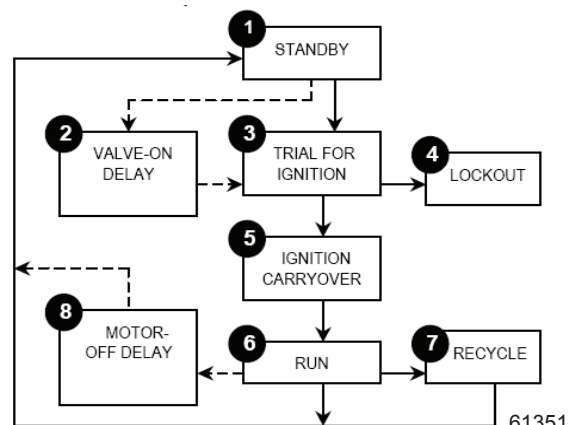 1
STANDBY
2
VALVE-ON
DELAY
3
TRIAL FOR
IGNITION
4
LOCKOUT
5
IGNITION
CARRYOVER
8
MOTOR-
OFF DELAY
6
RUN
7
RECYCLE
61351